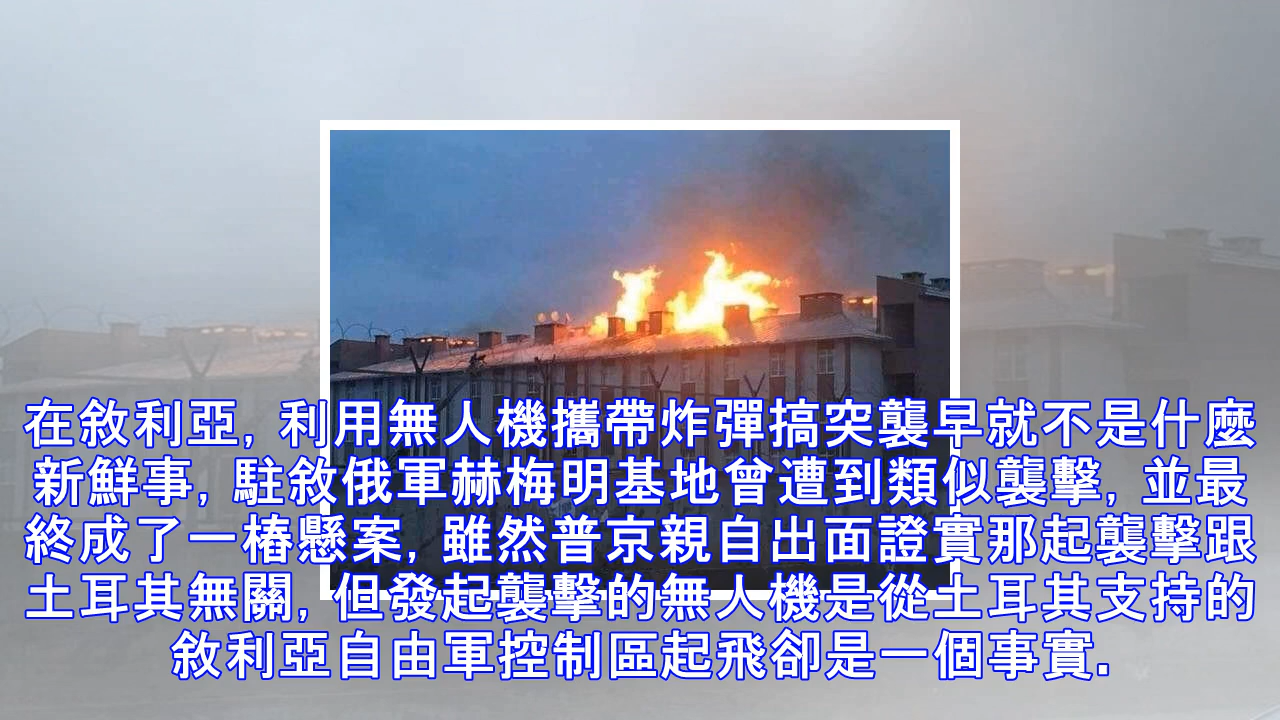 在敘利亞, 利用無人機攜帶炸彈搞突襲早就不是什麼
新鮮事, 駐敘俄軍赫梅明基地曾遭到類似襲擊, 並最
終成了一樁懸案, 雖然普京親自出面證實那起襲擊跟
土耳其無關, 但發起襲擊的無人機是從土耳其支持的
敘利亞自由軍控制區起飛卻是一個事實.